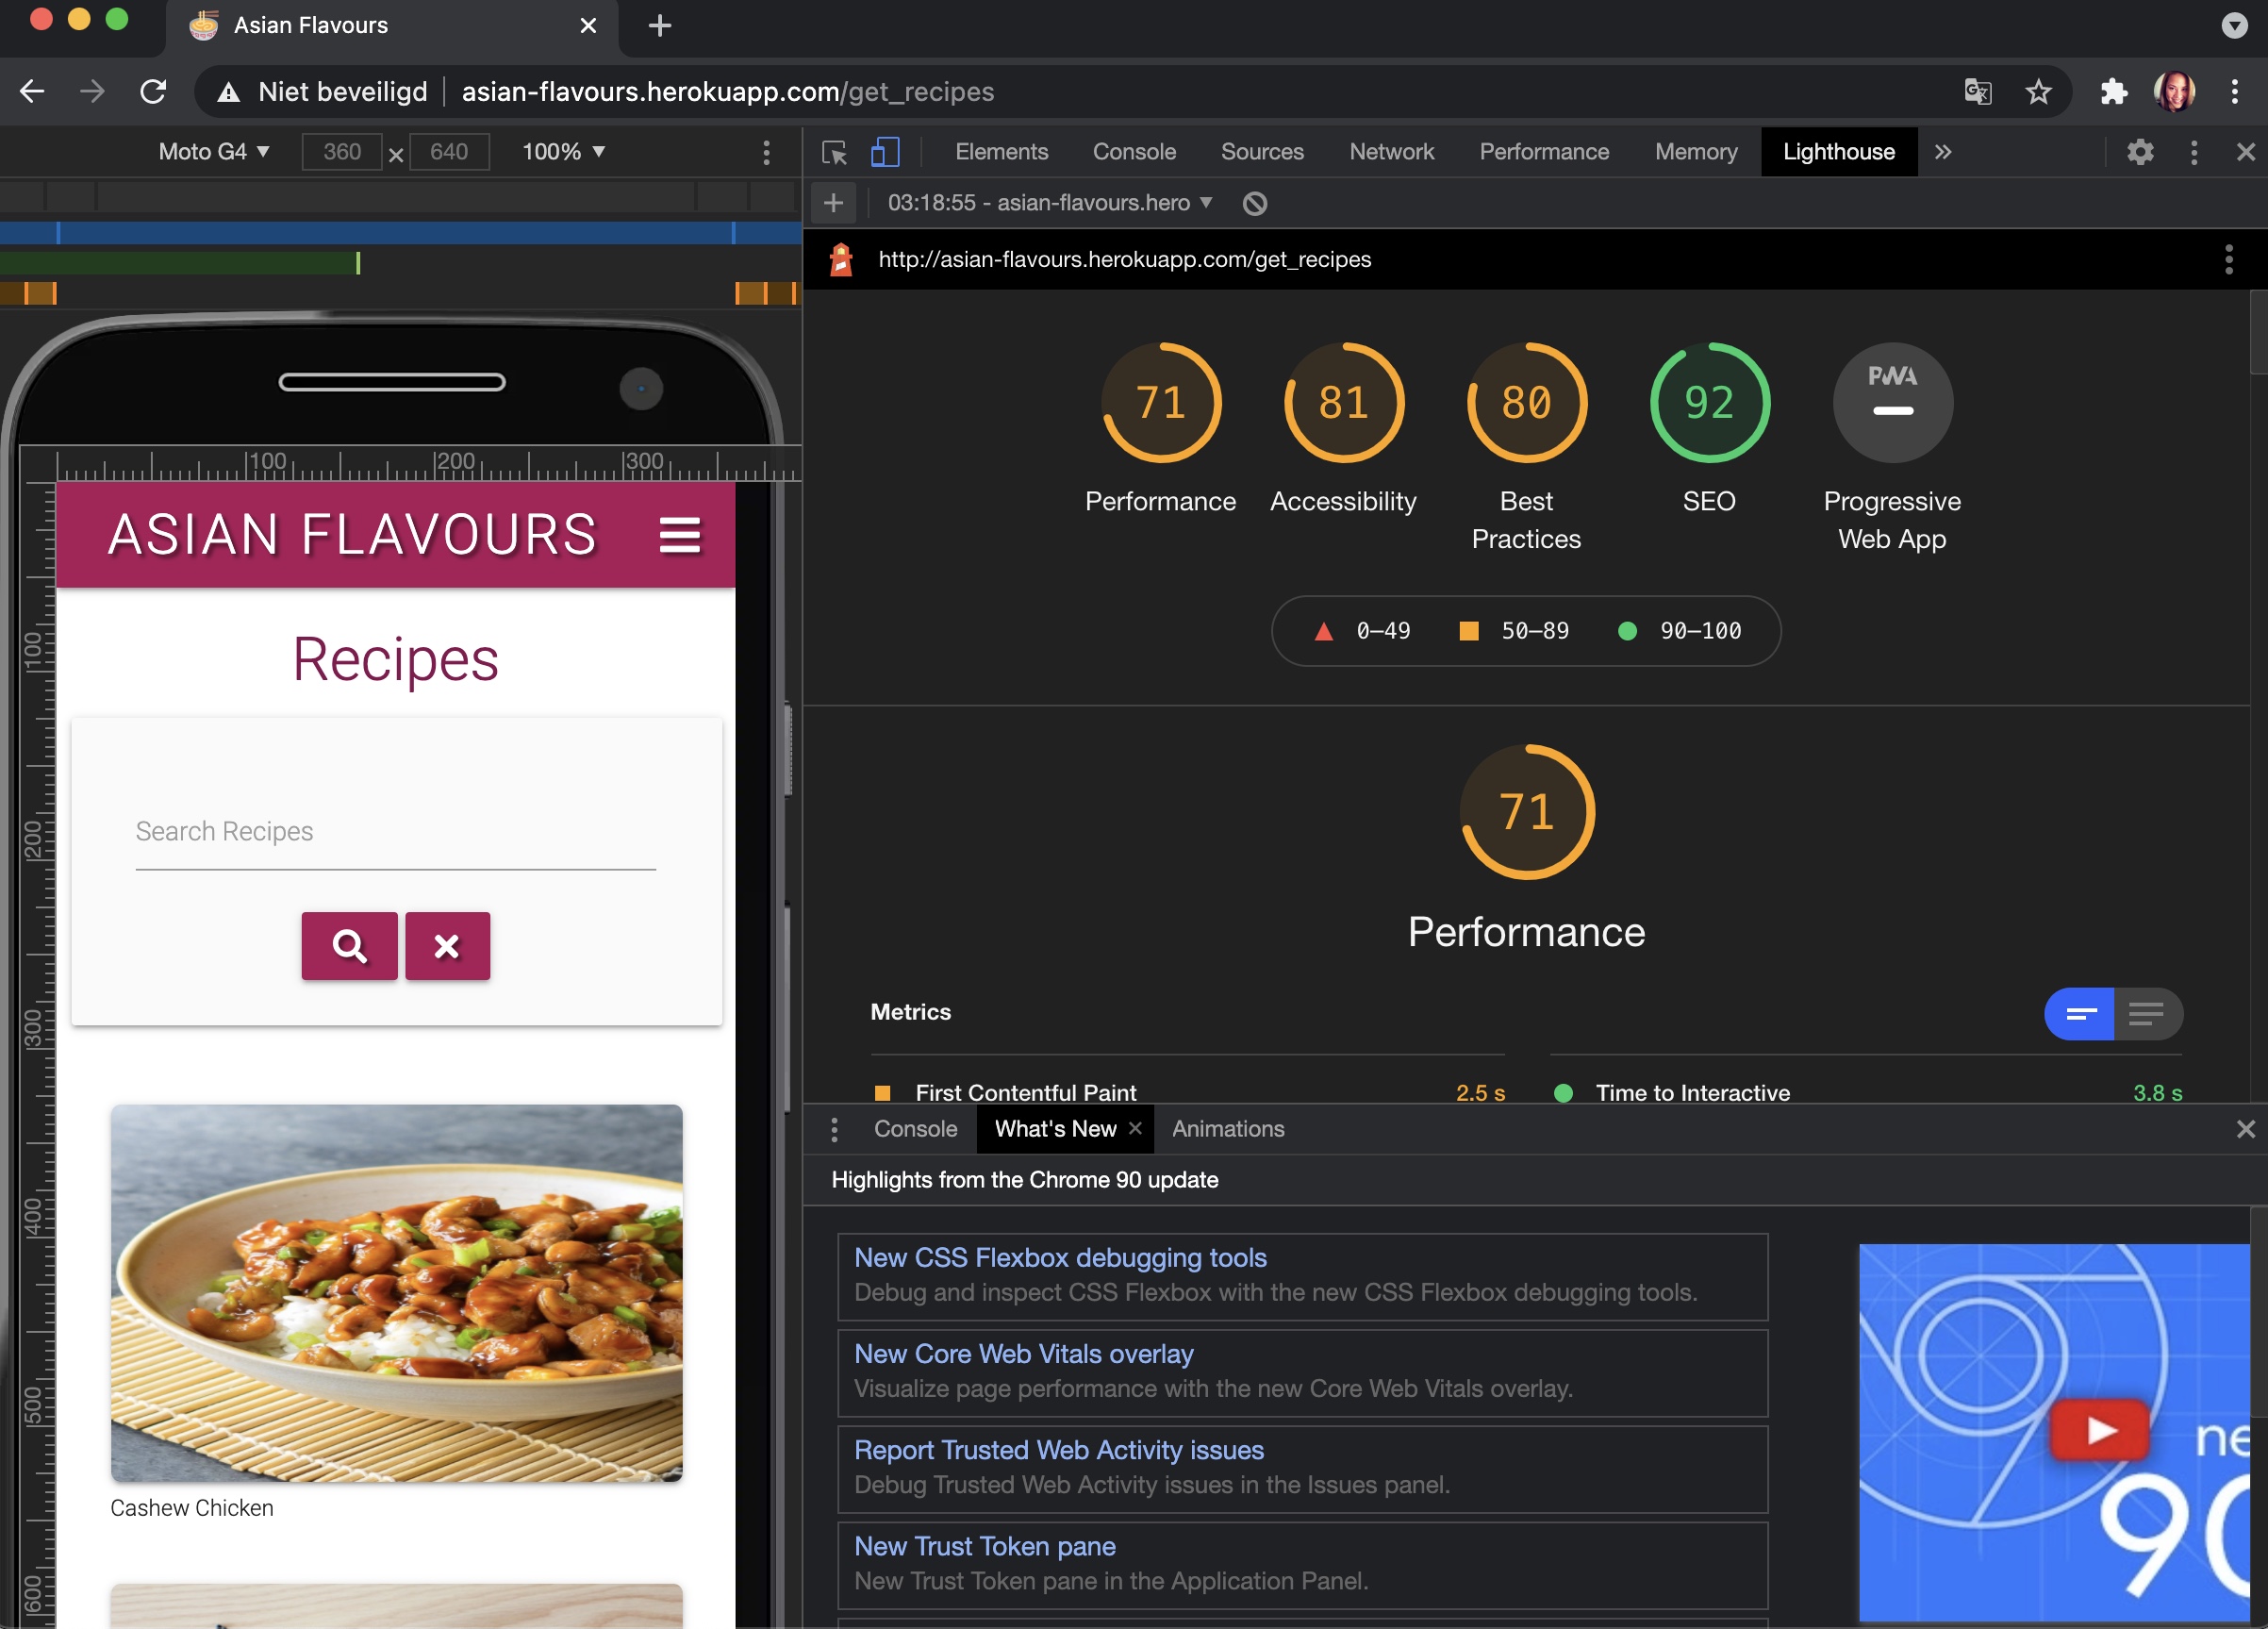 Asian Flavours
Niet beveiligd
asian-flavours.herokuapp.com/get_recipes
Moto G4 ▼ 360 × 640 100% ▼
Elements Console Sources Network Performance Memory Lighthouse »
03:18:55 - asian-flavours.hero ▼
http://asian-flavours.herokuapp.com/get_recipes
71 81 80 92 PWA
Performance
Accessibility
Best
Practices
SEO
Progressive
Web App
0–49 50–89 90–100
71
Performance
Metrics
First Contentful Paint 2.5 s
Time to Interactive 3.8 s
100 200 300
100
200
300
400
500
600
ASIAN FLAVOURS
Recipes
Search Recipes
Cashew Chicken
Console What's New Animations
Highlights from the Chrome 90 update
New CSS Flexbox debugging tools
Debug and inspect CSS Flexbox with the new CSS Flexbox debugging tools.
New Core Web Vitals overlay
Visualize page performance with the new Core Web Vitals overlay.
Report Trusted Web Activity issues
Debug Trusted Web Activity issues in the Issues panel.
New Trust Token pane
New Trust Token pane in the Application Panel.
ne
90